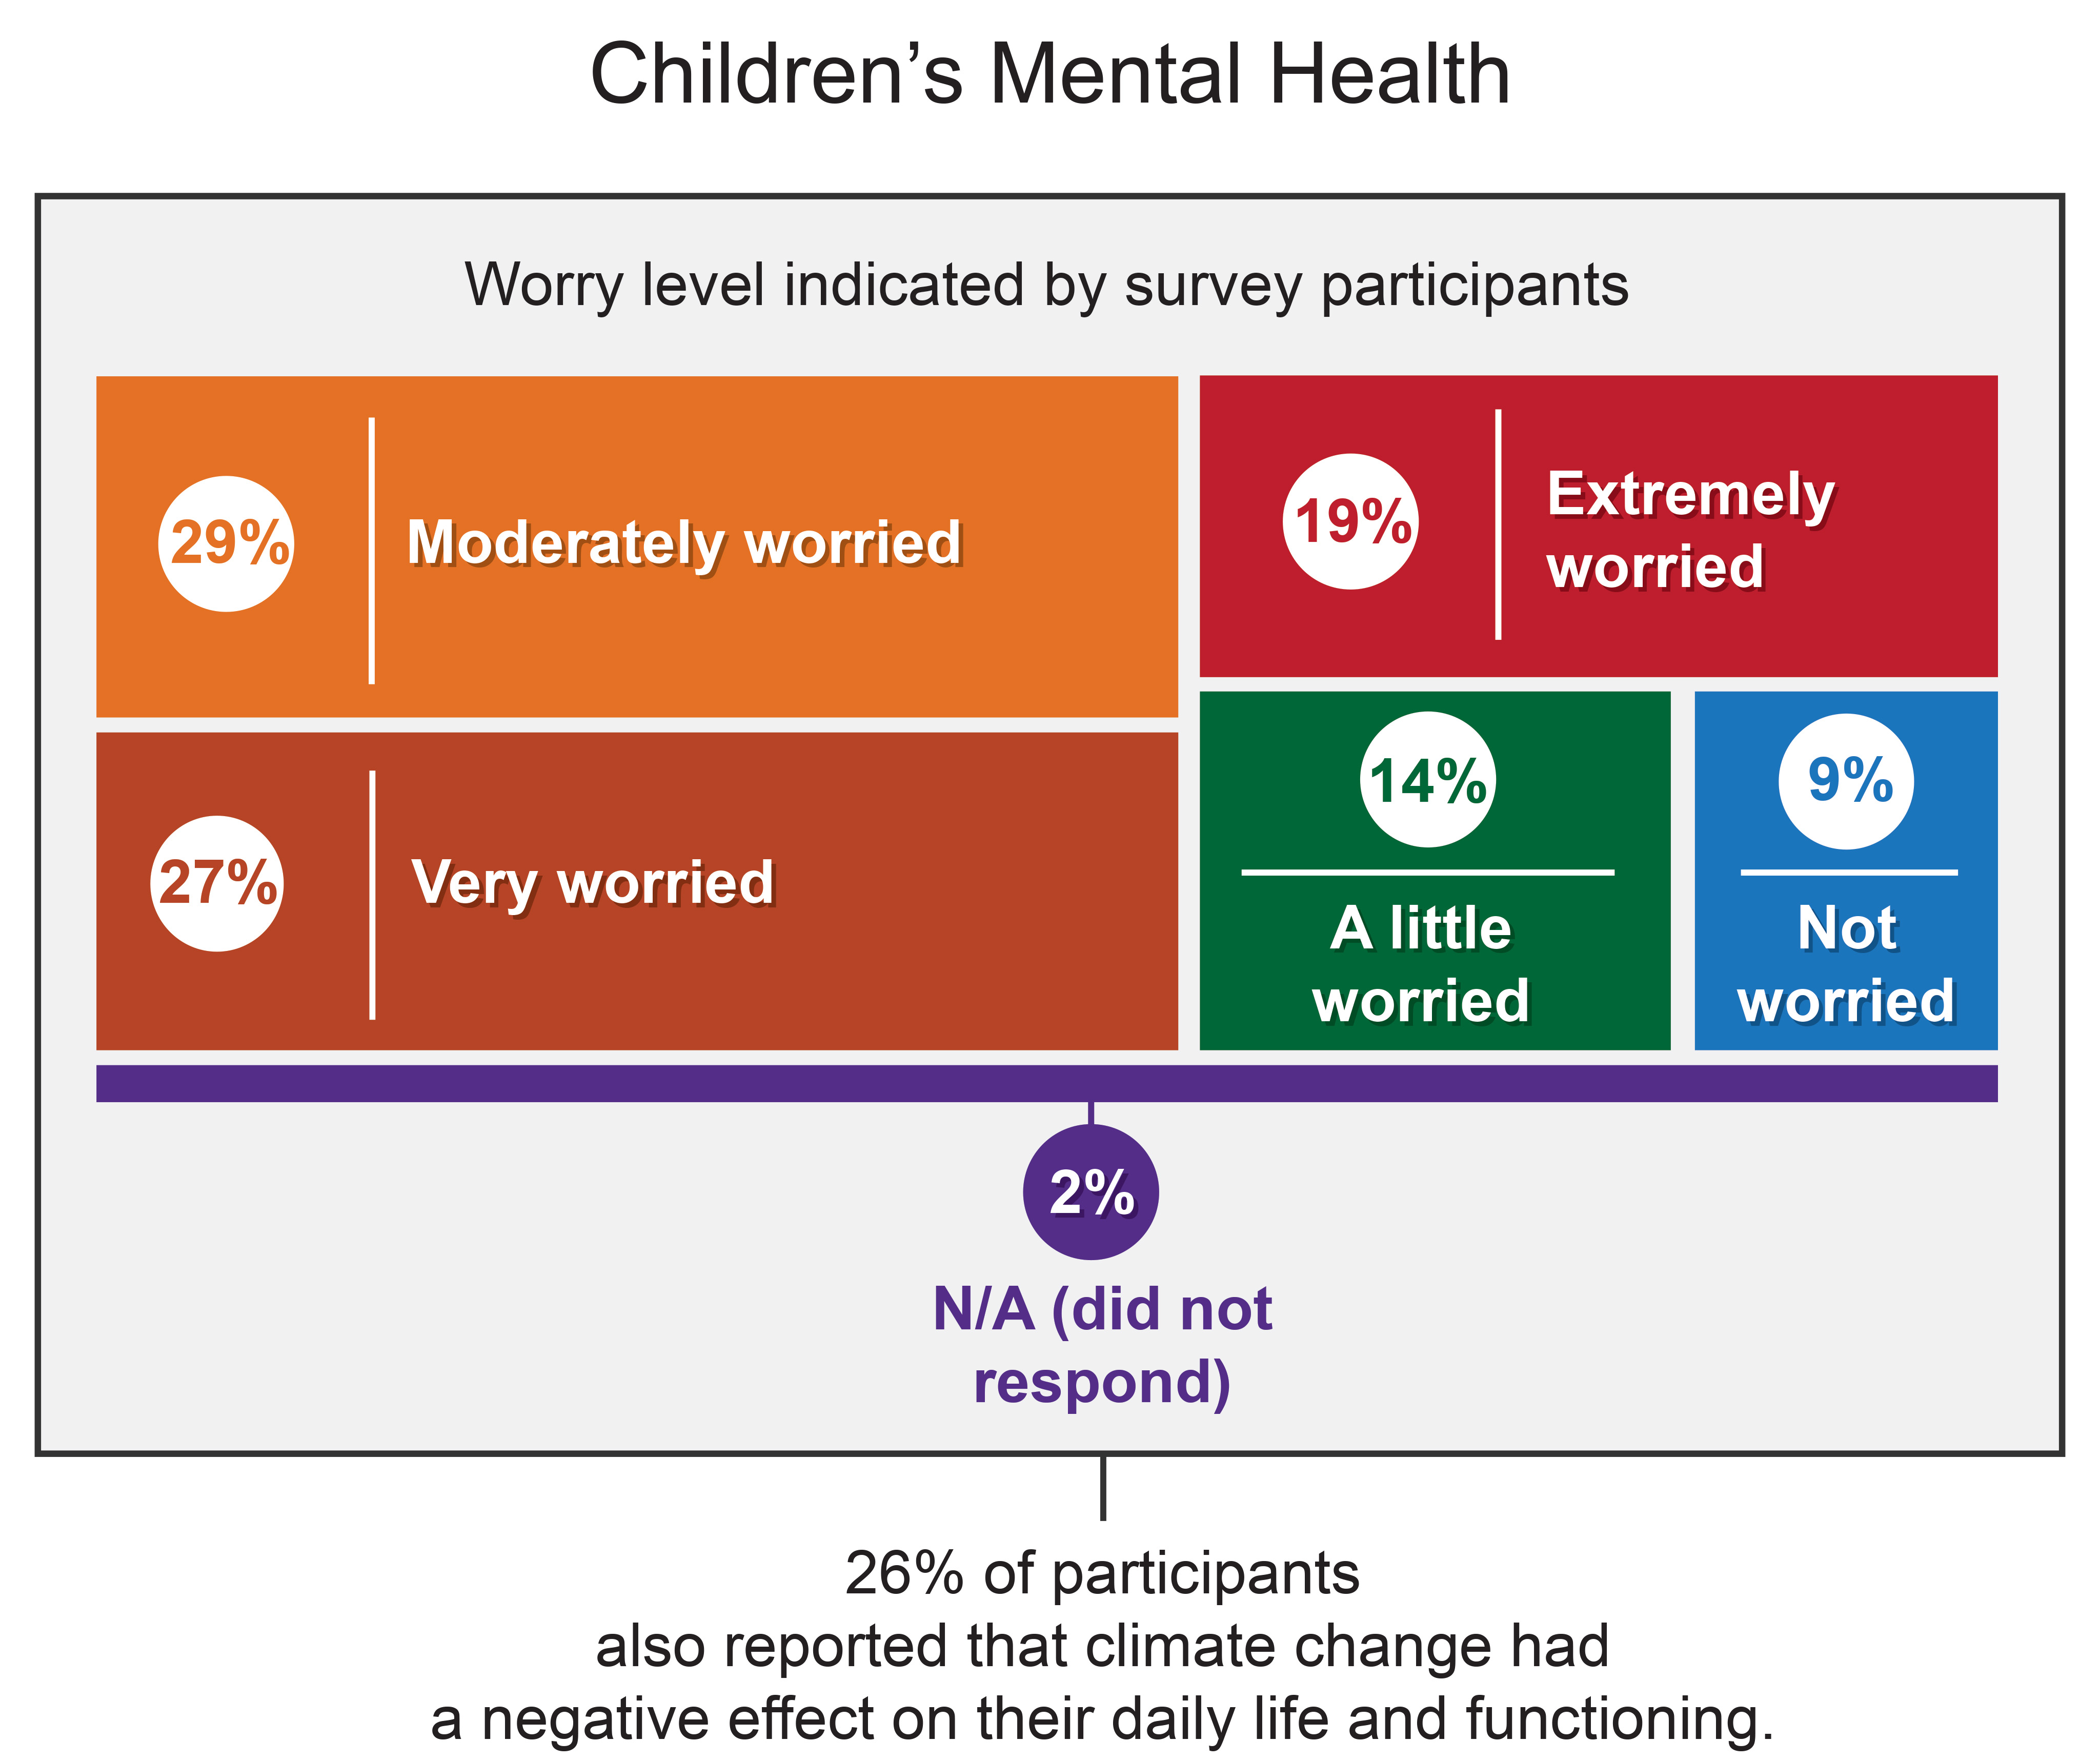 Children’s Mental Health
Worry level indicated by survey participants
29%
Moderately worried
19%
Extremely
worried
27%
Very worried
14%
A little
worried
9%
Not
worried
2%
N/A (did not
respond)
26% of participants
also reported that climate change had
a negative effect on their daily life and functioning.